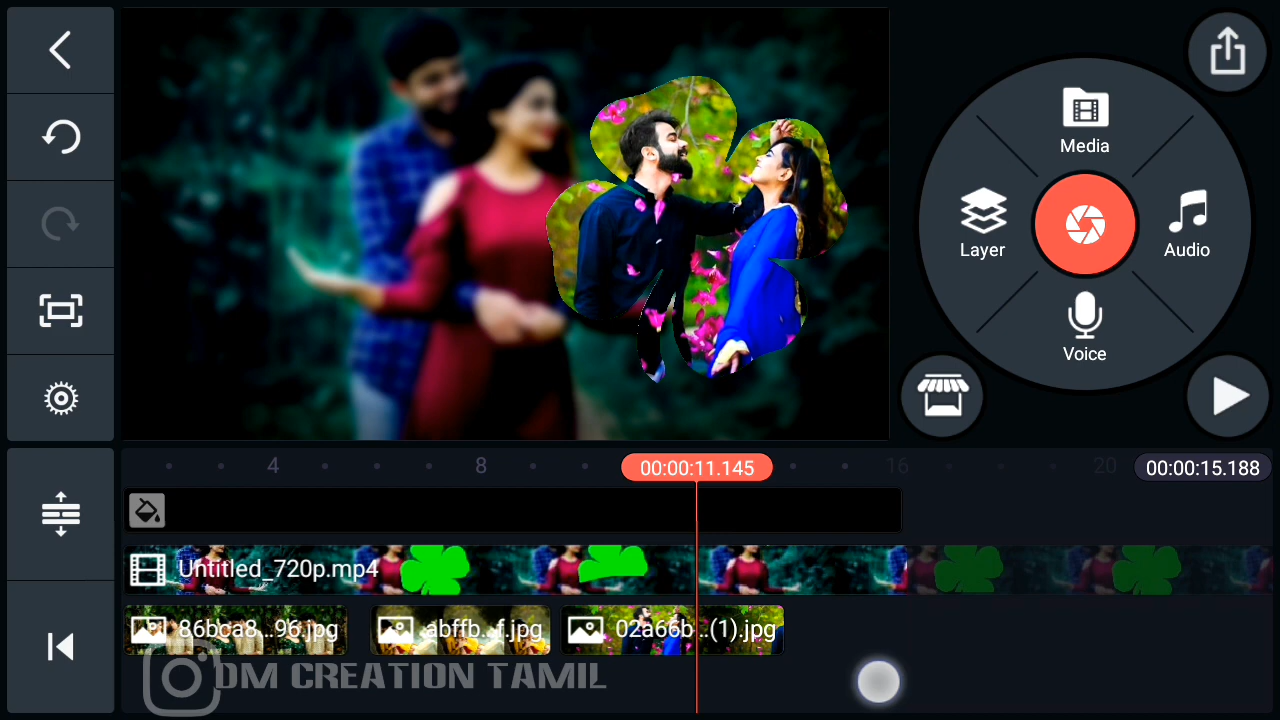 Media
Layer
Audio
Voice
4
8
00:00:11.145
16
20
00:00:15.188
Untitled_720p.mp4
86bca8...96.jpg
abffb...f.jpg
02a66b...(1).jpg
DM CREATION TAMIL